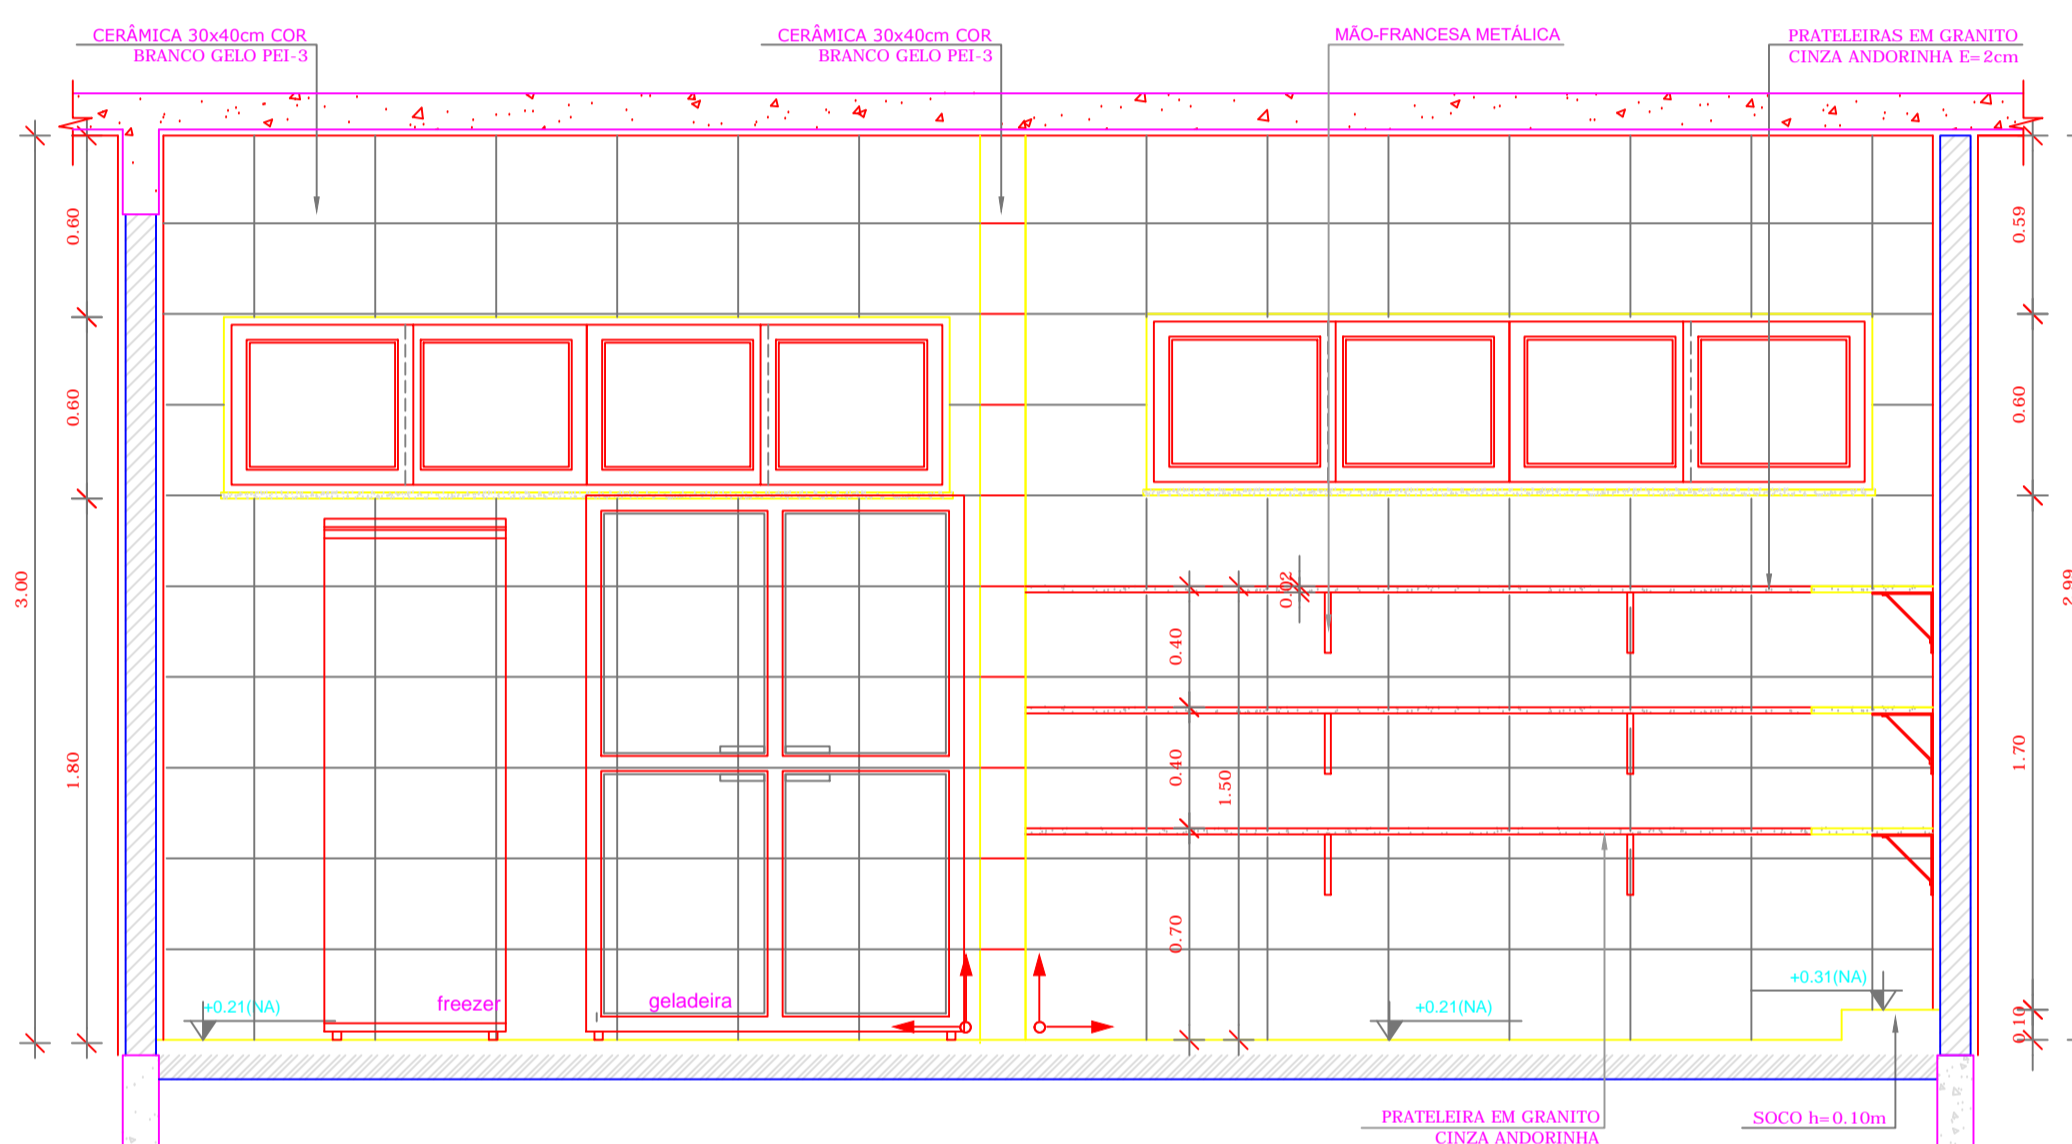 CERÂMICA 30x40cm COR
BRANCO GELO PEI-3
CERÂMICA 30x40cm COR
BRANCO GELO PEI-3
MÃO-FRANCESA METÁLICA
PRATELEIRAS EM GRANITO
CINZA ANDORINHA E=2cm
0.60
0.59
0.60
0.60
3.00
0.02
2.99
0.40
1.80
0.40
1.50
1.70
0.70
+0.21(NA)
freezer
geladeira
+0.21(NA)
+0.31(NA)
0.10
PRATELEIRA EM GRANITO
CINZA ANDORINHA
SOCO h=0.10m